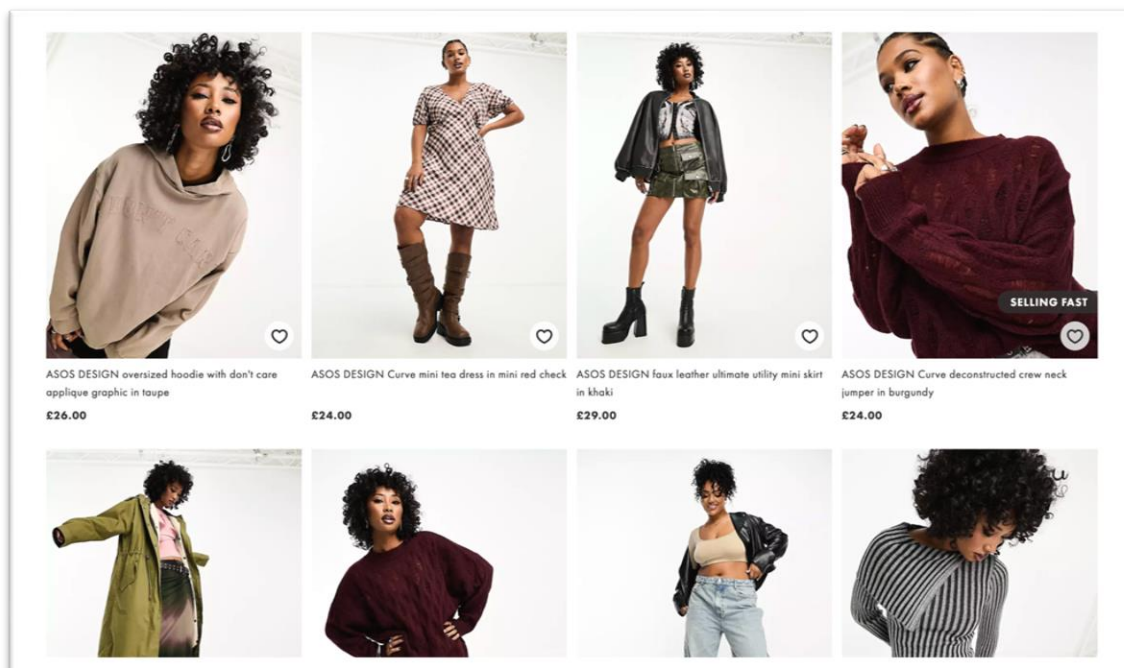 SELLING FAST
ASOS DESIGN oversized hoodie with don't care
applique graphic in taupe
£26.00
ASOS DESIGN Curve mini tea dress in mini red check
£24.00
ASOS DESIGN faux leather ultimate utility mini skirt
in khaki
£29.00
ASOS DESIGN Curve deconstructed crew neck
jumper in burgundy
£24.00